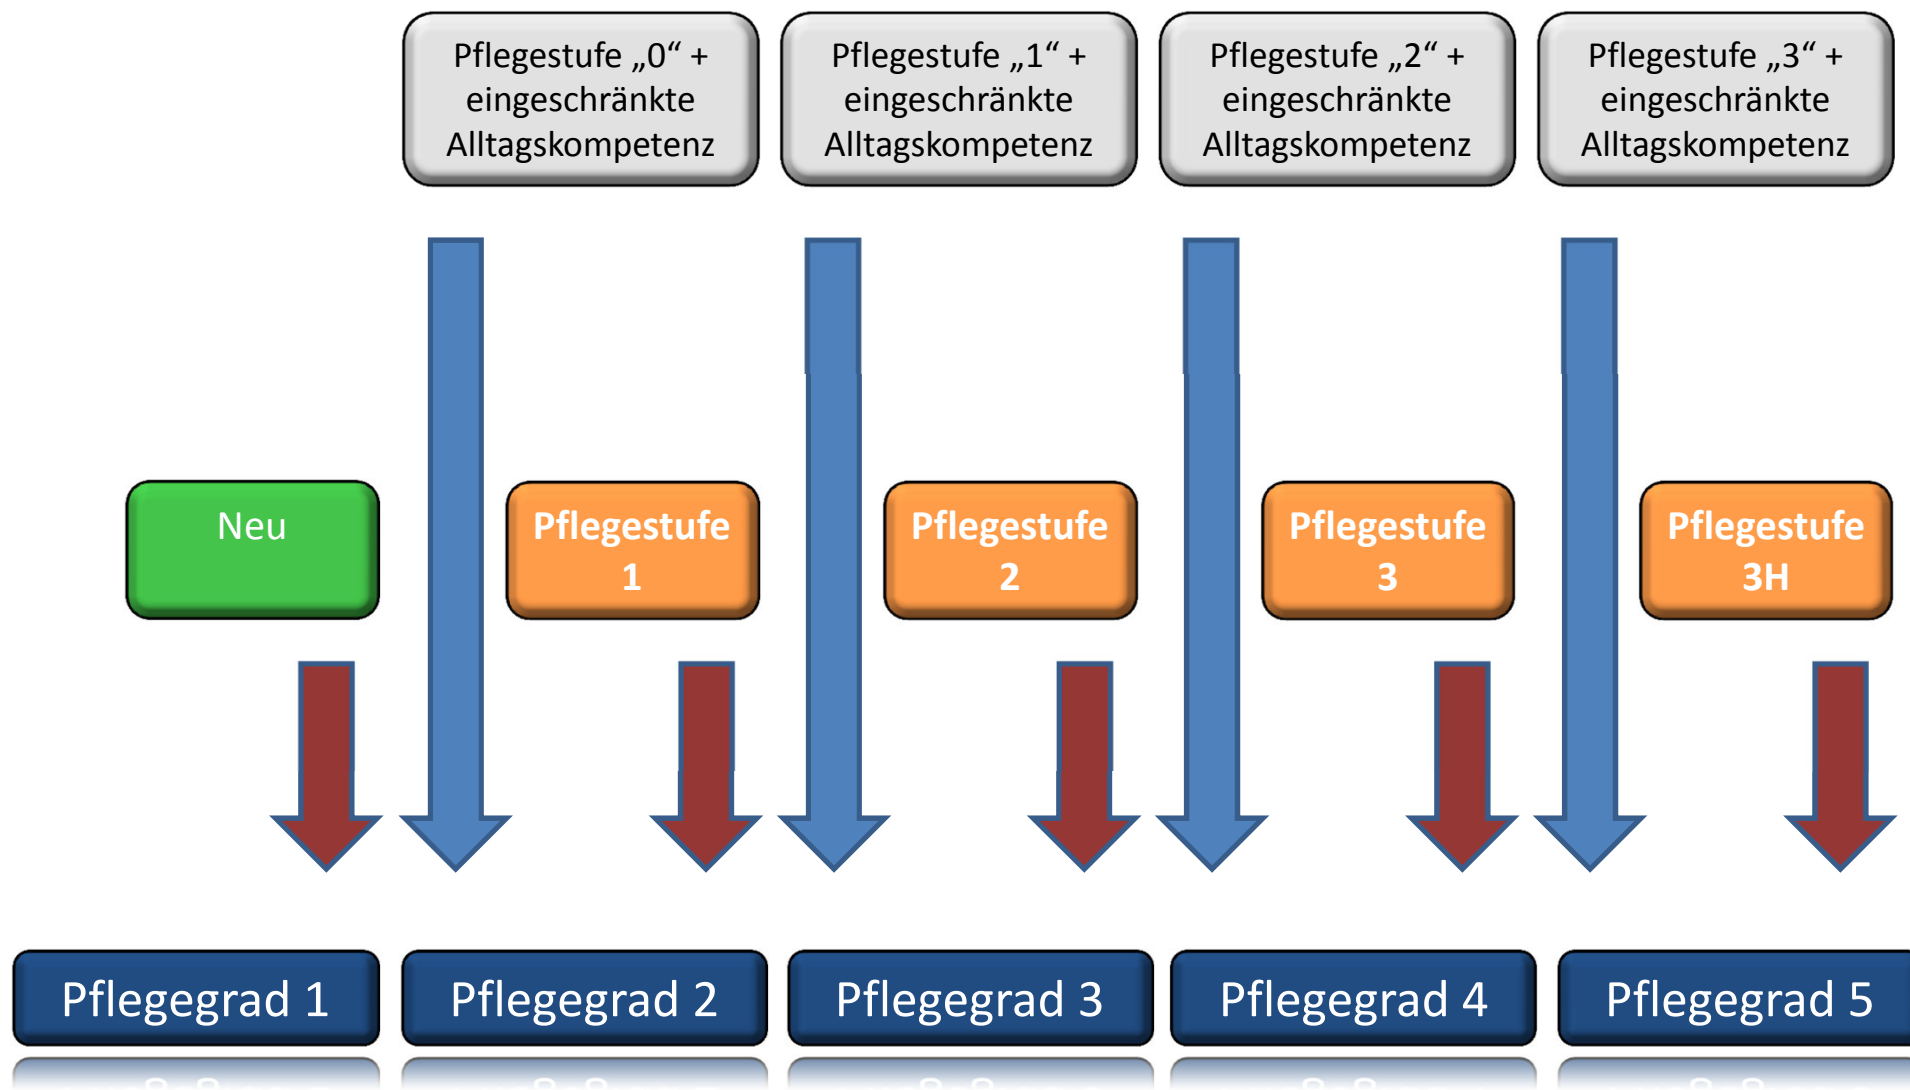 Pflegestufe „0“ +
eingeschränkte
Alltagskompetenz
Pflegestufe „1“ +
eingeschränkte
Alltagskompetenz
Pflegestufe „2“ +
eingeschränkte
Alltagskompetenz
Pflegestufe „3“ +
eingeschränkte
Alltagskompetenz
Neu
Pflegestufe
1
Pflegestufe
2
Pflegestufe
3
Pflegestufe
3H
Pflegegrad 1
Pflegegrad 2
Pflegegrad 3
Pflegegrad 4
Pflegegrad 5